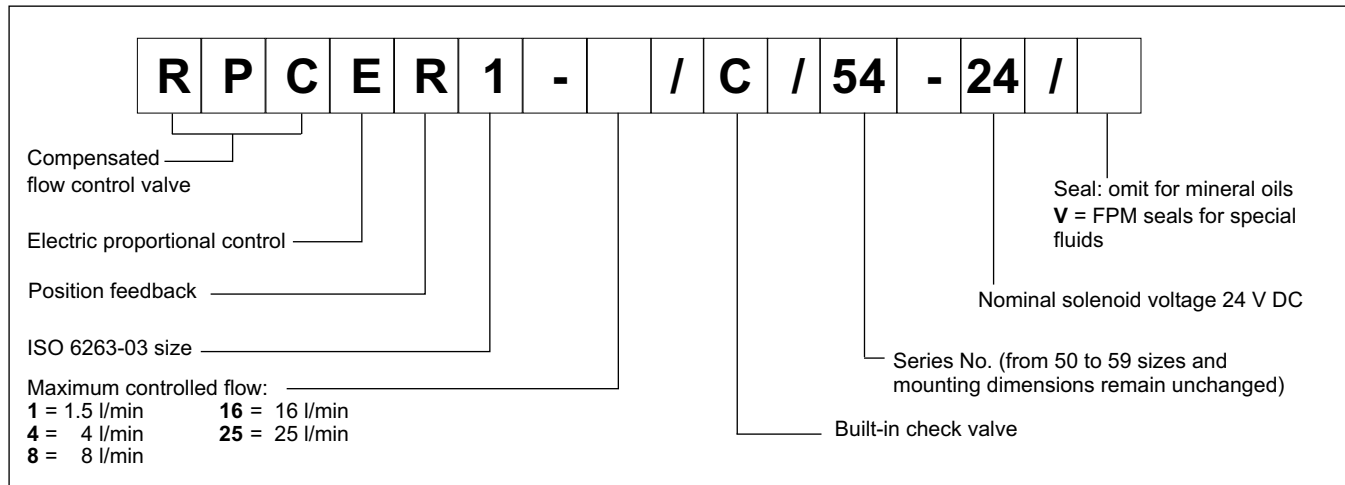 R P C E R 1 - / C / 54 - 24 /
Compensated
flow control valve
Electric proportional control
Position feedback
ISO 6263-03 size
Maximum controlled flow:
1 = 1.5 l/min 16 = 16 l/min
4 = 4 l/min 25 = 25 l/min
8 = 8 l/min
Seal: omit for mineral oils
V = FPM seals for special
fluids
Nominal solenoid voltage 24 V DC
Series No. (from 50 to 59 sizes and
mounting dimensions remain unchanged)
Built-in check valve